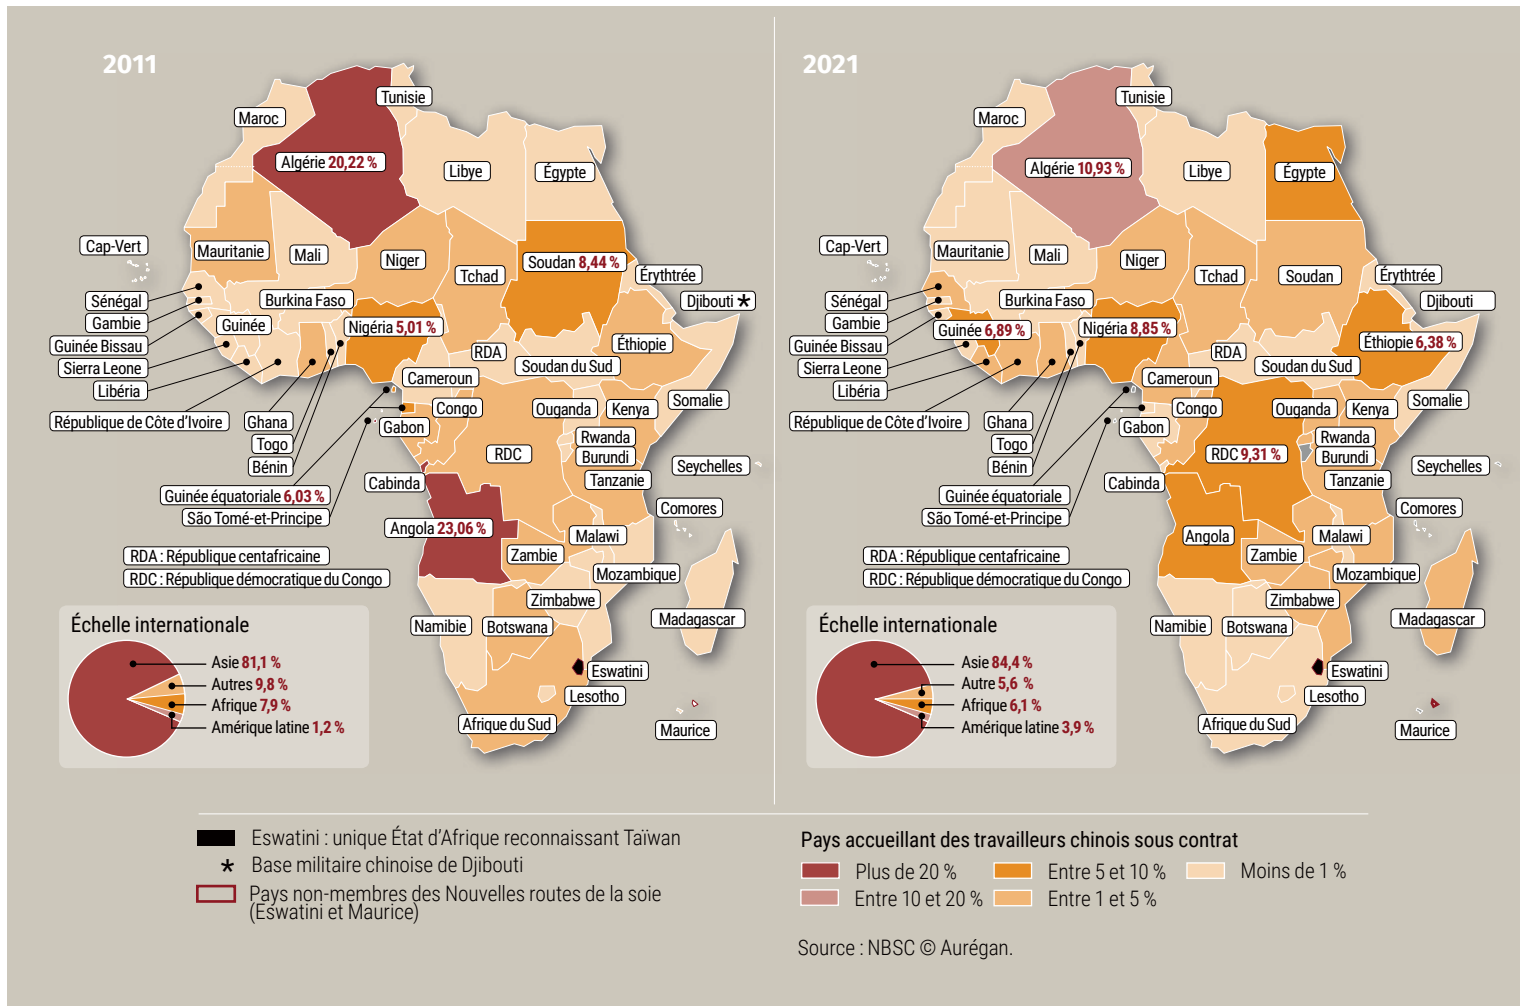 2011
Tunisie
Maroc
Algérie 20,22 %
Libye
Égypte
Cap-Vert
Mauritanie
Mali
Niger
Tchad
Soudan 8,44 %
Érythtrée
Djibouti *
Sénégal
Burkina Faso
Gambie
Guinée
Nigéria 5,01 %
Guinée Bissau
Éthiopie
RDA
Sierra Leone
Soudan du Sud
Cameroun
Libéria
Somalie
République de Côte d'Ivoire
Ghana
Congo
Ouganda
Kenya
Gabon
Togo
Rwanda
RDC
Burundi
Bénin
Seychelles
Cabinda
Tanzanie
Guinée équatoriale 6,03 %
São Tomé-et-Principe
Comores
Angola 23,06 %
Malawi
RDA : République centafricaine
Zambie
RDC : République démocratique du Congo
Mozambique
Zimbabwe
Namibie
Botswana
Madagascar
Eswatini
Lesotho
Afrique du Sud
Maurice
Échelle internationale
Asie 81,1 %
Autres 9,8 %
Afrique 7,9 %
Amérique latine 1,2 %
2021
Tunisie
Maroc
Algérie 10,93 %
Libye
Égypte
Cap-Vert
Mauritanie
Mali
Niger
Tchad
Soudan
Érythtrée
Djibouti
Sénégal
Burkina Faso
Gambie
Guinée 6,89 %
Nigéria 8,85 %
Guinée Bissau
Éthiopie 6,38 %
RDA
Sierra Leone
Soudan du Sud
Cameroun
Libéria
Somalie
République de Côte d'Ivoire
Ghana
Congo
Ouganda
Kenya
Gabon
Togo
Rwanda
RDC 9,31 %
Burundi
Bénin
Seychelles
Cabinda
Tanzanie
Guinée équatoriale
São Tomé-et-Principe
Comores
Angola
Malawi
RDA : République centafricaine
Zambie
RDC : République démocratique du Congo
Mozambique
Zimbabwe
Namibie
Botswana
Madagascar
Eswatini
Lesotho
Afrique du Sud
Maurice
Échelle internationale
Asie 84,4 %
Autre 5,6 %
Afrique 6,1 %
Amérique latine 3,9 %
Eswatini : unique État d'Afrique reconnaissant Taïwan
* Base militaire chinoise de Djibouti
Pays non-membres des Nouvelles routes de la soie
(Eswatini et Maurice)
Pays accueillant des travailleurs chinois sous contrat
Plus de 20 %
Entre 5 et 10 %
Moins de 1 %
Entre 10 et 20 %
Entre 1 et 5 %
Source : NBSC © Aurégan.